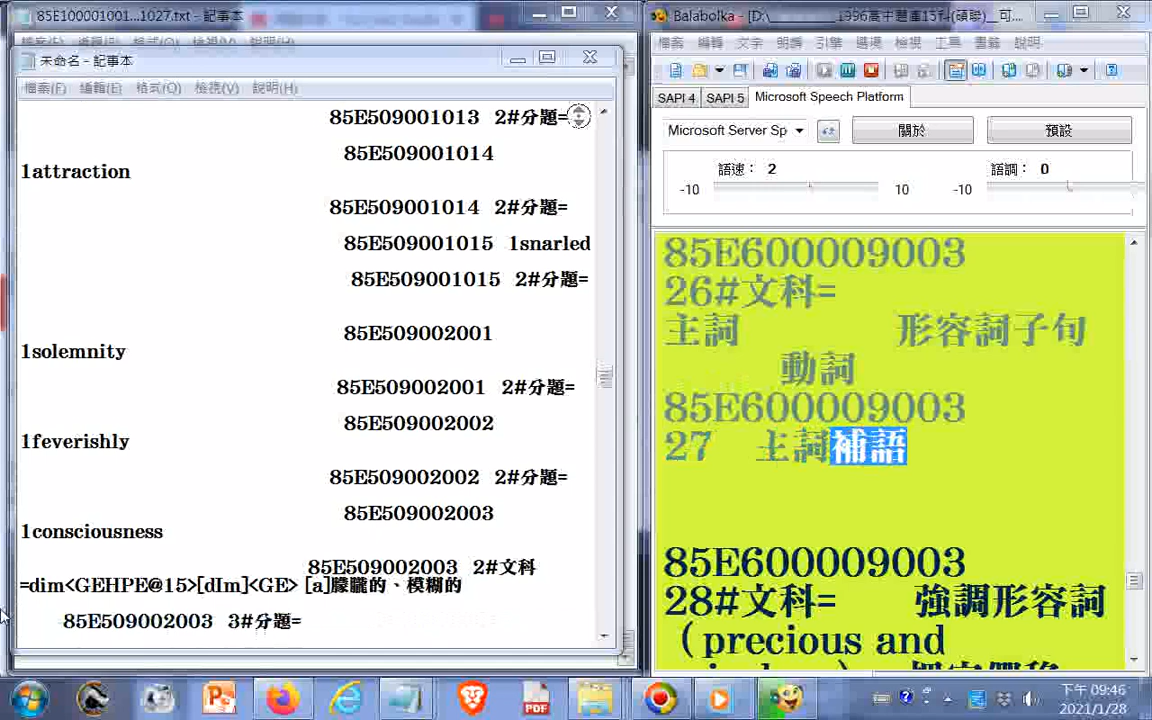 85E100001001...1027.txt - 記事本
未命名 - 記事本
檔案(F) 編輯(E) 格式(O) 檢視(V) 說明(H)
85E509001013 2#分題=
85E509001014
1attraction
85E509001014 2#分題=
85E509001015 1snarled
85E509001015 2#分題=
85E509002001
1solemnity
85E509002001 2#分題=
85E509002002
1feverishly
85E509002002 2#分題=
85E509002003
1consciousness
85E509002003 2#文科
=dim<GEHPE@15>[dIm]<GE> [a]朦朧的、模糊的
85E509002003 3#分題=
檔案 編輯 文字 朗讀 引擎 選項 檢視 工具 書籤 說明
SAPI 4 SAPI 5 Microsoft Speech Platform
Microsoft Server Sp 關於 預設
語速： 2 語調： 0
-10 10 -10
85E600009003
26#文科=
主詞 形容詞子句
動詞
85E600009003
27 主詞補語
85E600009003
28#文科= 強調形容詞
（precious and
下午 09:46
2021/1/28